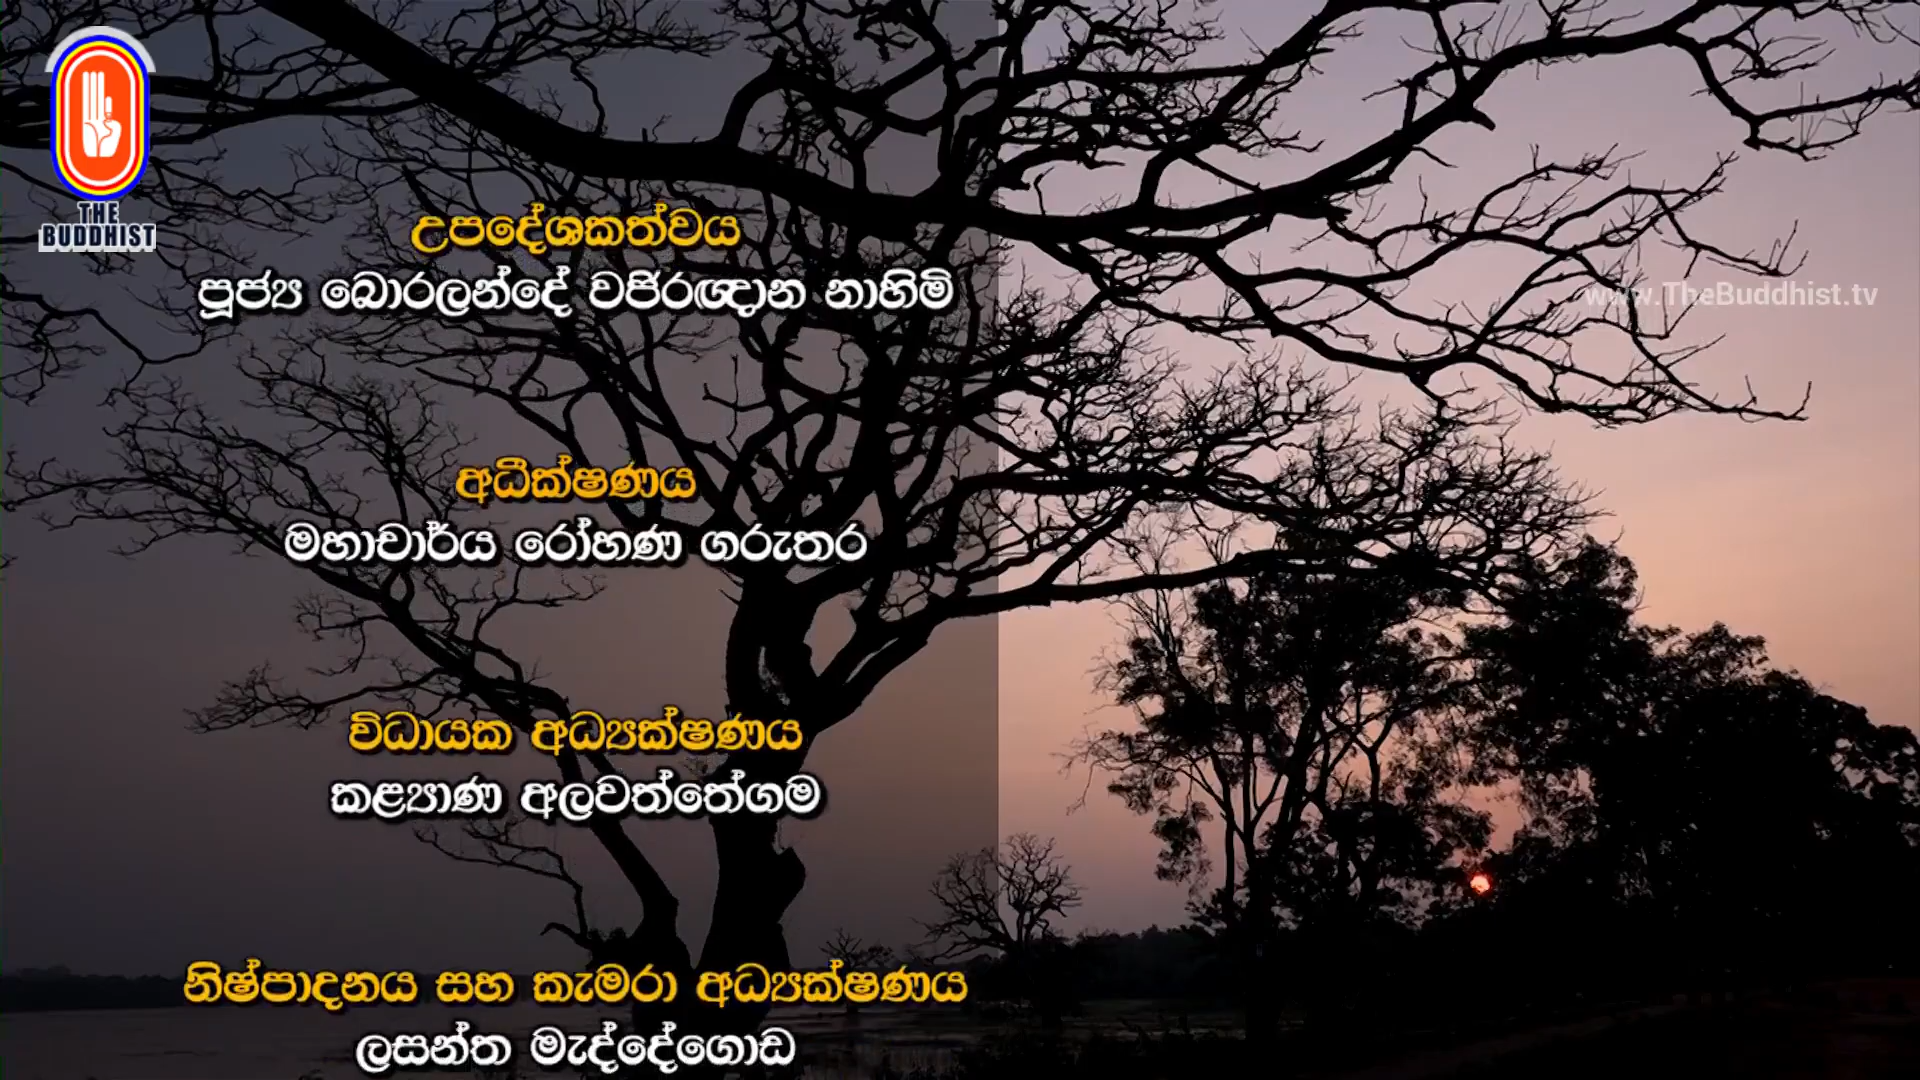 THE
BUDDHIST
www.TheBuddhist.tv
උපදේශකත්වය
පූජ්‍ය බොරලන්දේ වජිරඥාන නාහිමි
අධීක්ෂණය
මහාචාර්ය රෝහණ ගරුතර
විධායක අධ්‍යක්ෂණය
කළ්‍යාණ අලවත්තේගම
නිෂ්පාදනය සහ කැමරා අධ්‍යක්ෂණය
ලසන්ත මැද්දේගොඩ